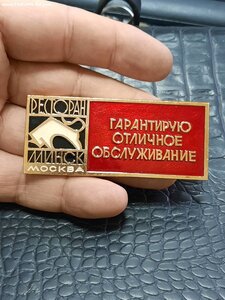 РЕСТОРАН
МИНСК
МОСКВА
ГАРАНТИРУЮ
ОТЛИЧНОЕ
ОБСЛУЖИВАНИЕ